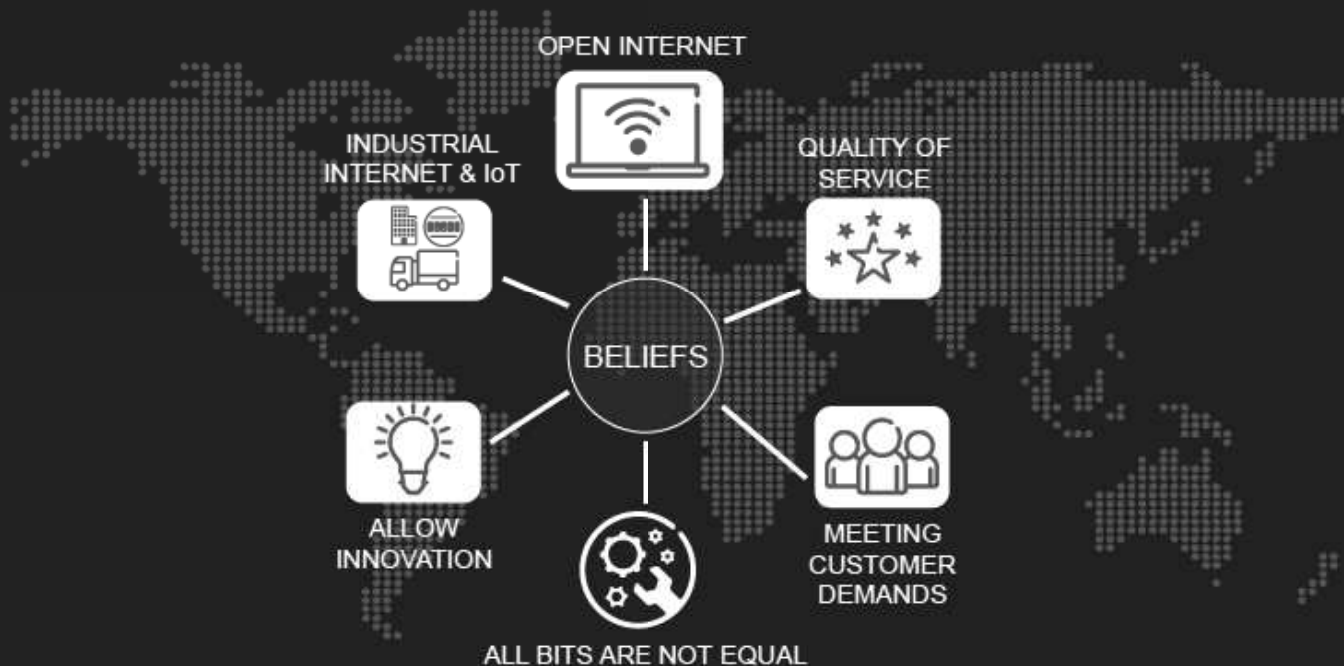 OPEN INTERNET
INDUSTRIAL
INTERNET & IoT
QUALITY OF
SERVICE
BELIEFS
ALLOW
INNOVATION
MEETING
CUSTOMER
DEMANDS
ALL BITS ARE NOT EQUAL